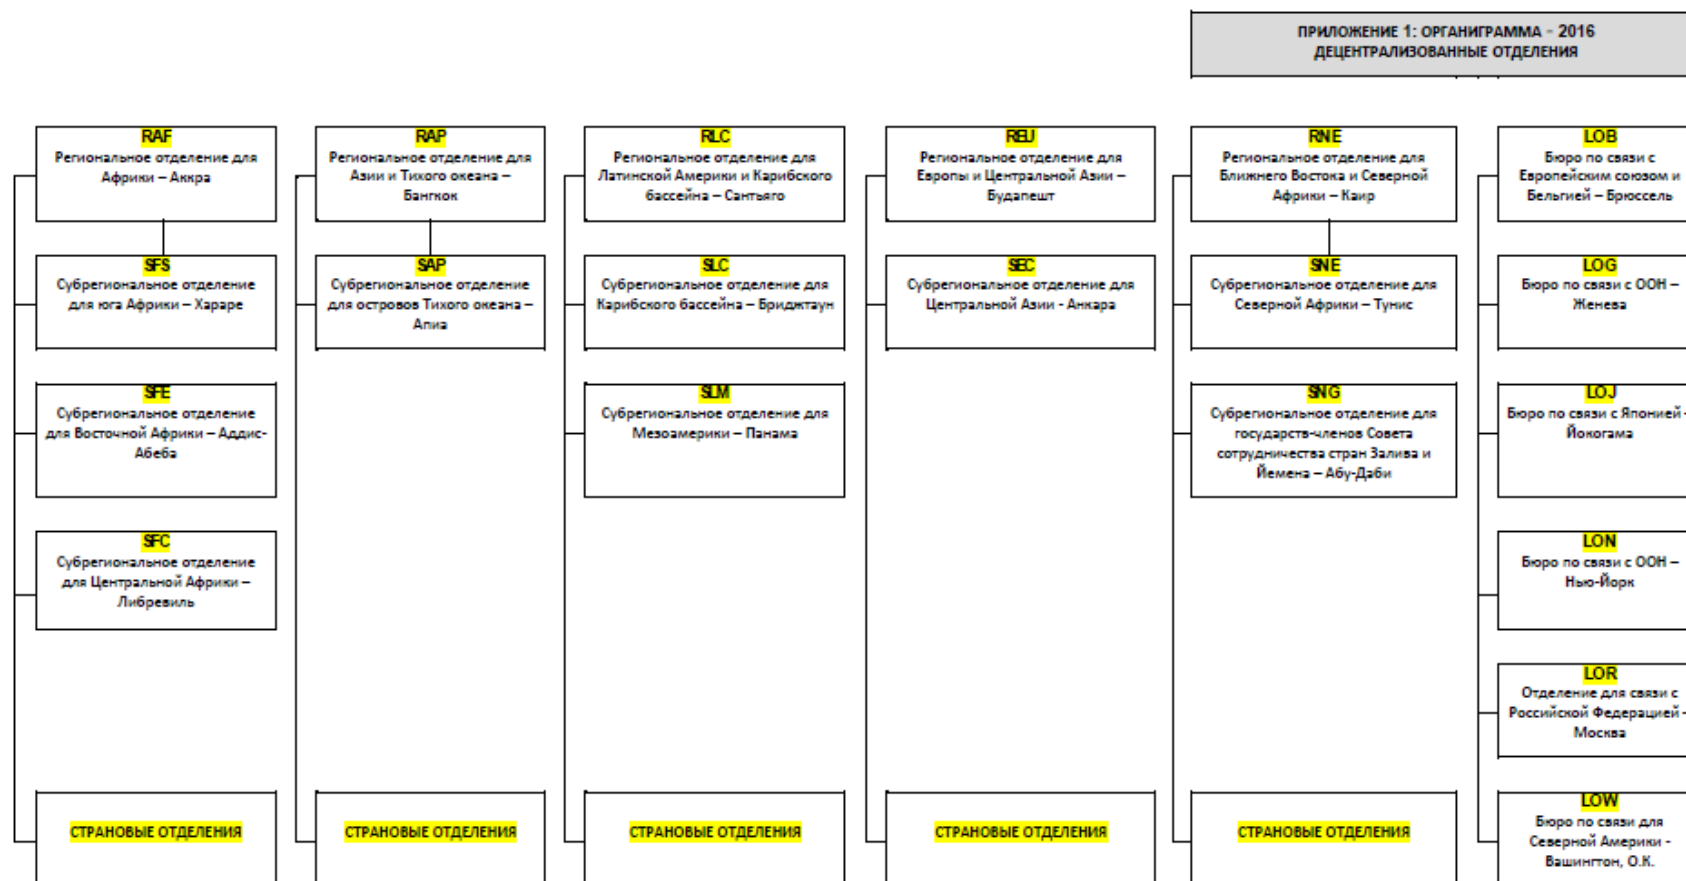 ПРИЛОЖЕНИЕ 1: ОРГАНИГРАММА - 2016
ДЕЦЕНТРАЛИЗОВАННЫЕ ОТДЕЛЕНИЯ
RAF
Региональное отделение для
Африки – Аккра
SFS
Субрегиональное отделение
для юга Африки – Хараре
SFE
Субрегиональное отделение
для Восточной Африки – Аддис-
Абеба
SFC
Субрегиональное отделение
для Центральной Африки –
Либревиль
СТРАНОВЫЕ ОТДЕЛЕНИЯ
RAP
Региональное отделение для
Азии и Тихого океана –
Бангкок
SAP
Субрегиональное отделение
для островов Тихого океана –
Апиа
СТРАНОВЫЕ ОТДЕЛЕНИЯ
RLC
Региональное отделение для
Латинской Америки и Карибского
бассейна – Сантьяго
SLC
Субрегиональное отделение для
Карибского бассейна – Бриджтаун
SLM
Субрегиональное отделение для
Мезоамерики – Панама
СТРАНОВЫЕ ОТДЕЛЕНИЯ
REU
Региональное отделение для
Европы и Центральной Азии –
Будапешт
SEC
Субрегиональное отделение для
Центральной Азии - Анкара
СТРАНОВЫЕ ОТДЕЛЕНИЯ
RNE
Региональное отделение для
Ближнего Востока и Северной
Африки – Каир
SNE
Субрегиональное отделение для
Северной Африки – Тунис
SNG
Субрегиональное отделение для
государств-членов Совета
сотрудничества стран Залива и
Йемена – Абу-Даби
СТРАНОВЫЕ ОТДЕЛЕНИЯ
LOB
Бюро по связи с
Европейским союзом и
Бельгией – Брюссель
LOG
Бюро по связи с ООН –
Женева
LOJ
Бюро по связи с Японией -
Йокогама
LON
Бюро по связи с ООН –
Нью-Йорк
LOR
Отделение для связи с
Российской Федерацией -
Москва
LOW
Бюро по связи для
Северной Америки -
Вашингтон, О.К.